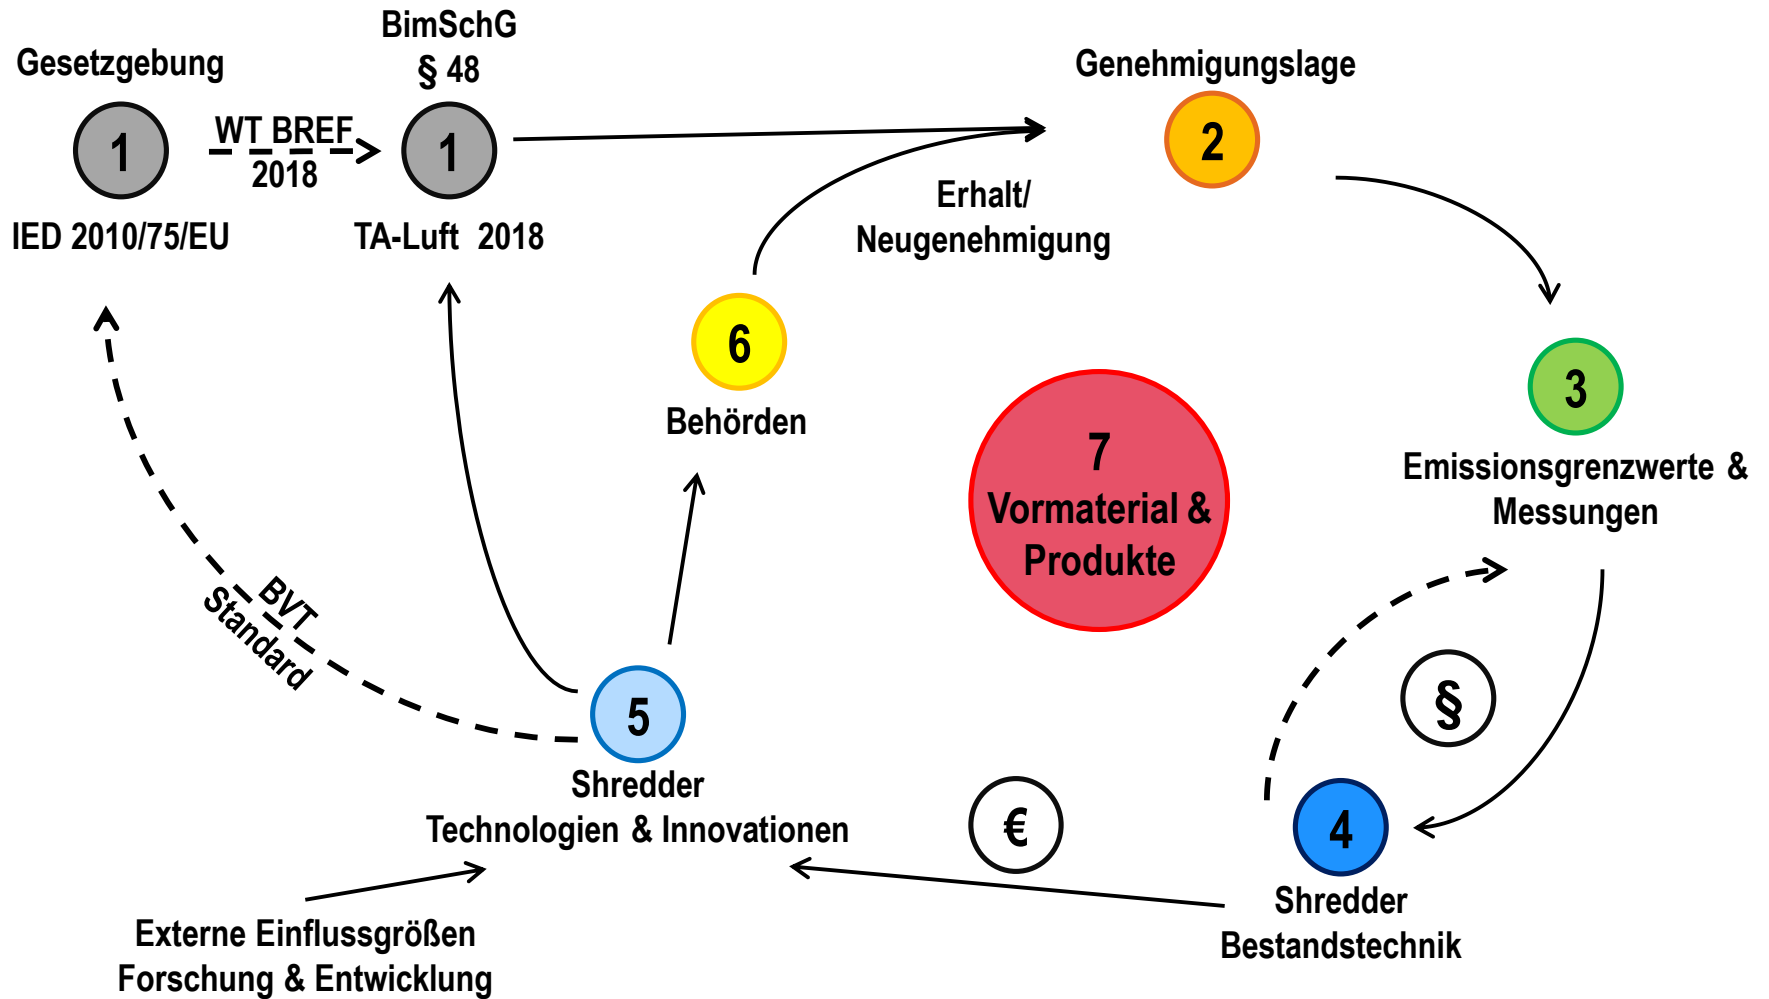 Gesetzgebung
1
IED 2010/75/EU
WT BREF
2018
BimSchG
§ 48
1
TA-Luft 2018
Genehmigungslage
2
Erhalt/
Neugenehmigung
6
Behörden
3
Emissionsgrenzwerte &
Messungen
7
Vormaterial &
Produkte
BVT
Standard
§
5
Shredder
Technologien & Innovationen
€
4
Shredder
Bestandstechnik
Externe Einflussgrößen
Forschung & Entwicklung